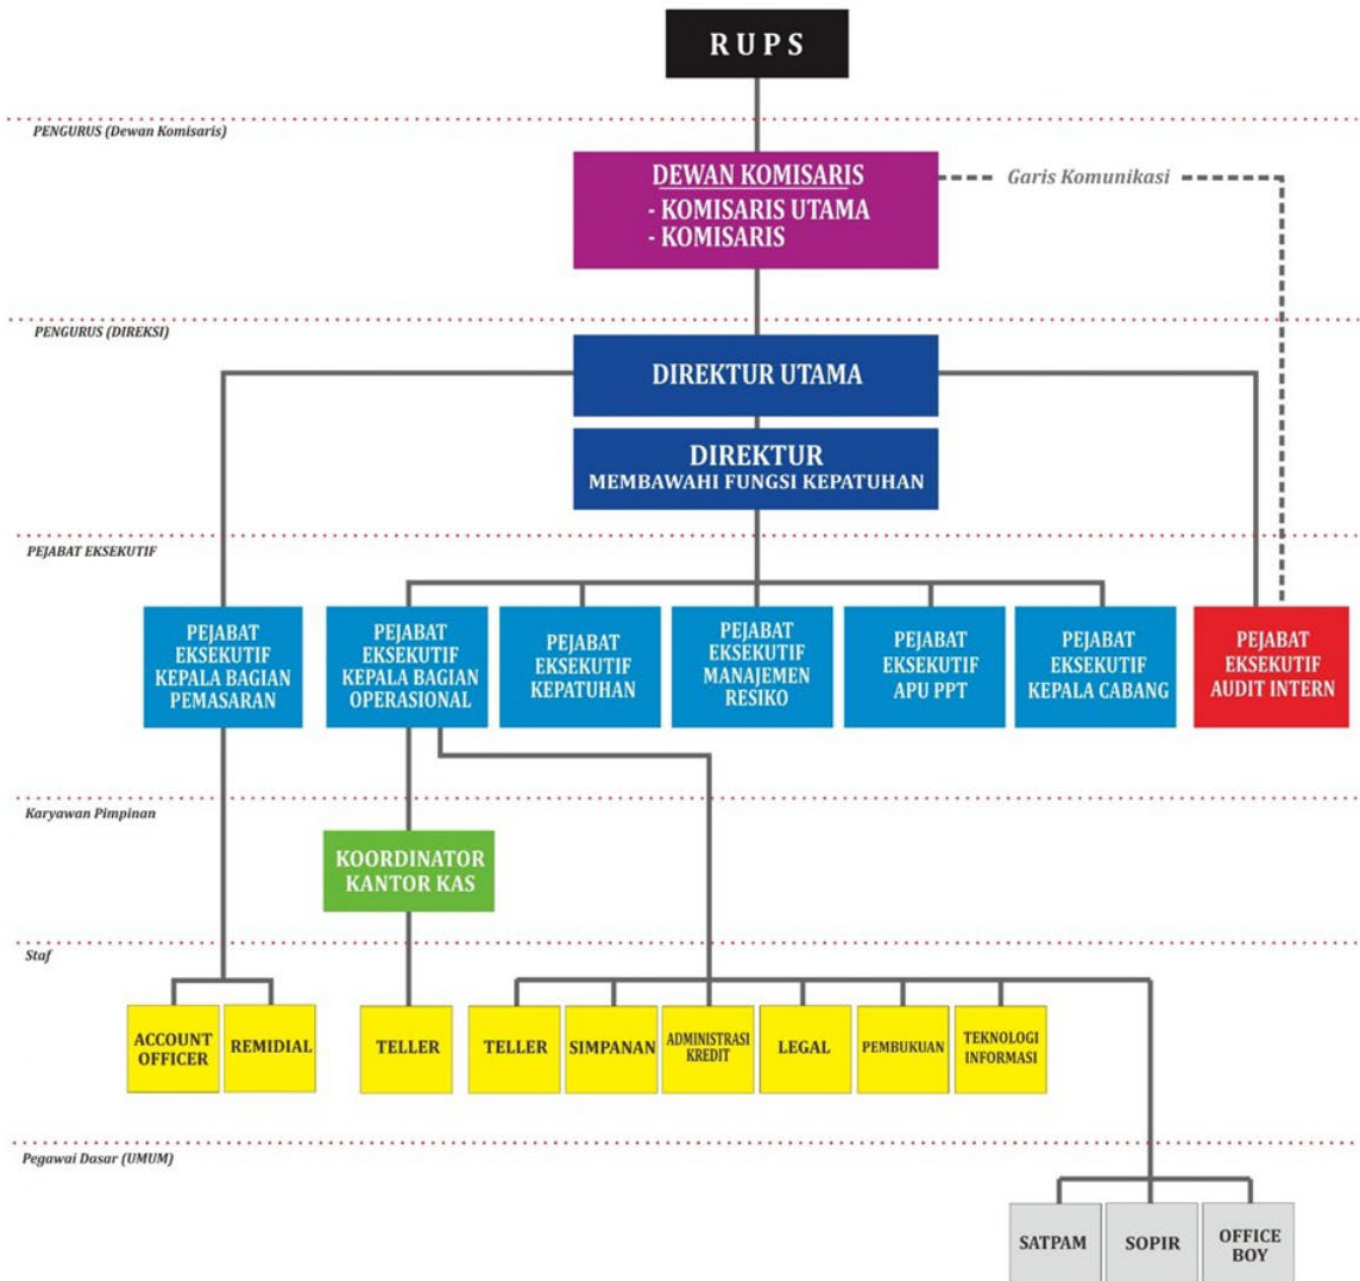 RUPS
PENGURUS (Dewan Komisaris)
DEWAN KOMISARIS
- KOMISARIS UTAMA
- KOMISARIS
Garis Komunikasi
PENGURUS (DIREKSI)
DIREKTUR UTAMA
DIREKTUR
MEMBAWAHI FUNGSI KEPATUHAN
PEJABAT EKSEKUTIF
PEJABAT
EKSEKUTIF
KEPALA BAGIAN
PEMASARAN
PEJABAT
EKSEKUTIF
KEPALA BAGIAN
OPERASIONAL
PEJABAT
EKSEKUTIF
KEPATUHAN
PEJABAT
EKSEKUTIF
MANAJEMEN
RESIKO
PEJABAT
EKSEKUTIF
APU PPT
PEJABAT
EKSEKUTIF
KEPALA CABANG
PEJABAT
EKSEKUTIF
AUDIT INTERN
Karyawan Pimpinan
KOORDINATOR
KANTOR KAS
Staf
ACCOUNT
OFFICER
REMIDIAL
TELLER
TELLER
SIMPANAN
ADMINISTRASI
KREDIT
LEGAL
PEMBUKUAN
TEKNOLOGI
INFORMASI
Pegawai Dasar (UMUM)
SATPAM
SOPIR
OFFICE
BOY